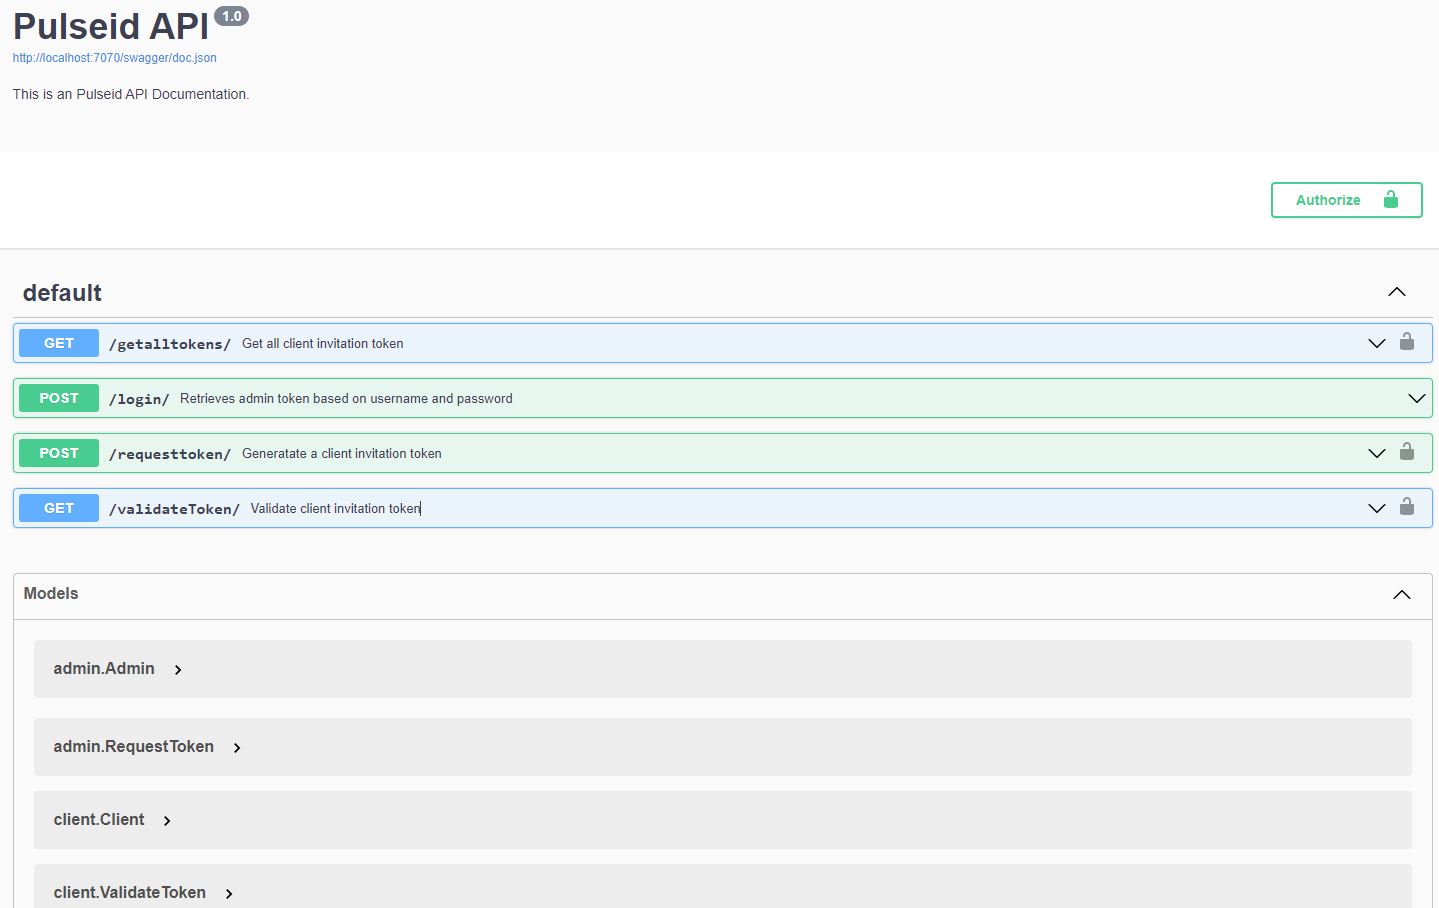 Pulseid API 1.0
http://localhost:7070/swagger/doc.json
This is an Pulseid API Documentation.
Authorize
default
GET /getalltokens/ Get all client invitation token
POST /login/ Retrieves admin token based on username and password
POST /requesttoken/ Generatate a client invitation token
GET /validateToken/ Validate client invitation token
Models
admin.Admin
admin.RequestToken
client.Client
client.ValidateToken